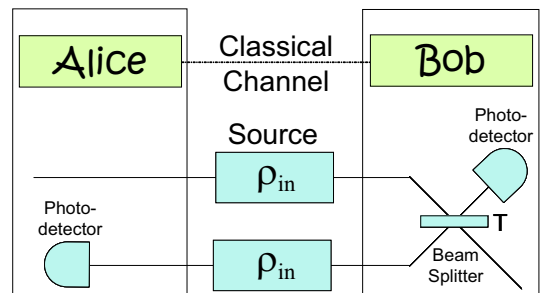 Alice
Classical
Channel
Bob
Photo-
detector
Source
ρin
T
Photo-
detector
ρin
Beam
Splitter